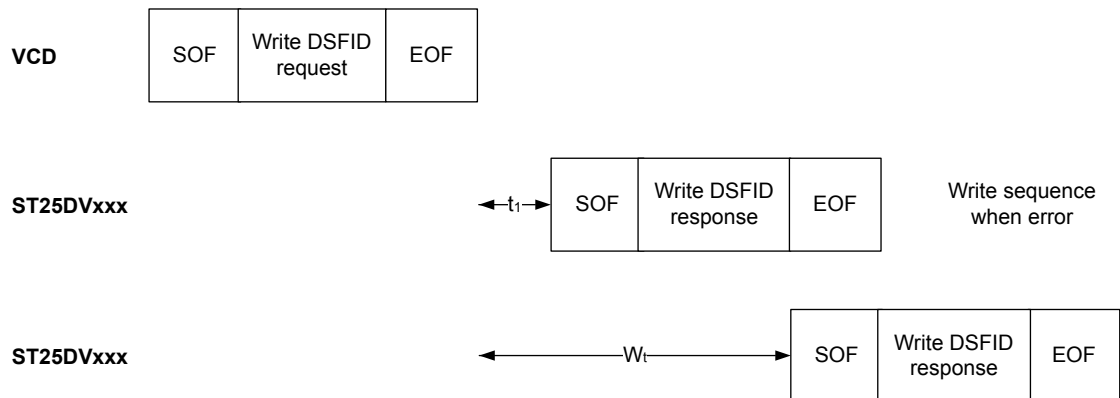 VCD
SOF
Write DSFID
request
EOF
ST25DVxxx
t1
SOF
Write DSFID
response
EOF
Write sequence
when error
ST25DVxxx
Wt
SOF
Write DSFID
response
EOF